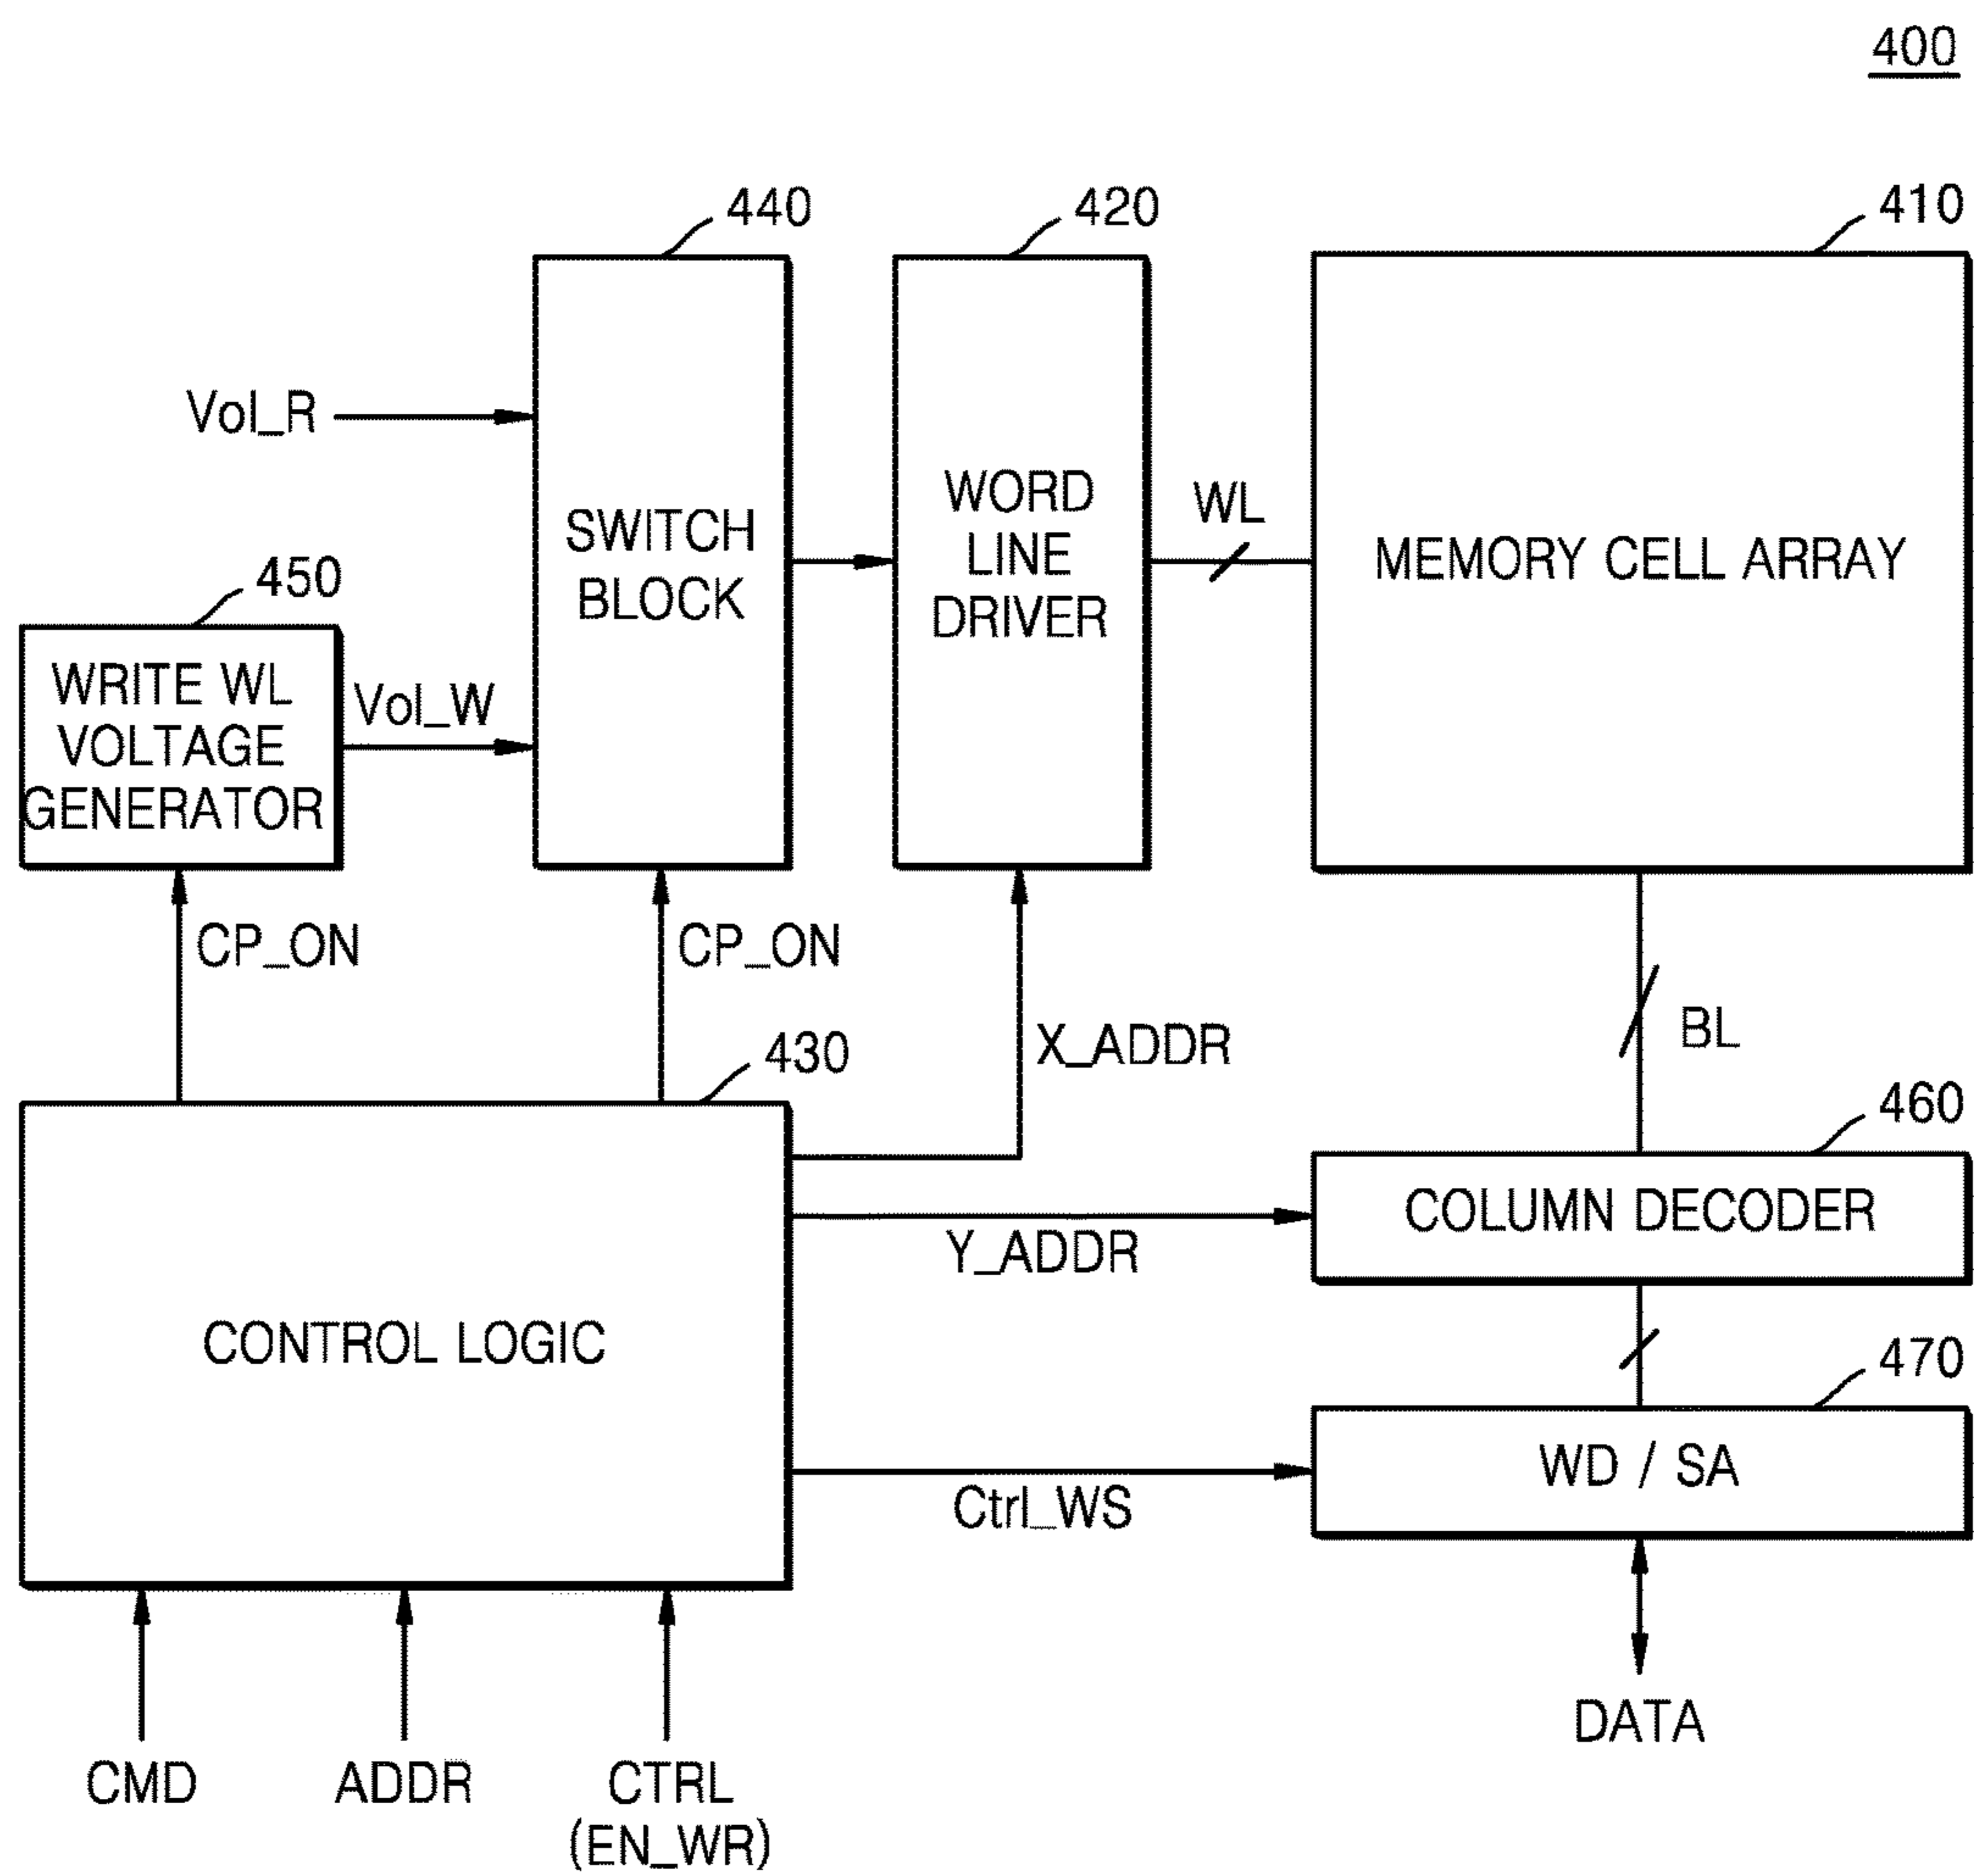 400
440
420
410
Vol_R
SWITCH
BLOCK
WORD
LINE
DRIVER
WL
MEMORY CELL ARRAY
450
WRITE WL
VOLTAGE
GENERATOR
Vol_W
CP_ON
CP_ON
X_ADDR
BL
430
460
CONTROL LOGIC
Y_ADDR
COLUMN DECODER
470
Ctrl_WS
WD / SA
DATA
CMD
ADDR
CTRL
(EN_WR)